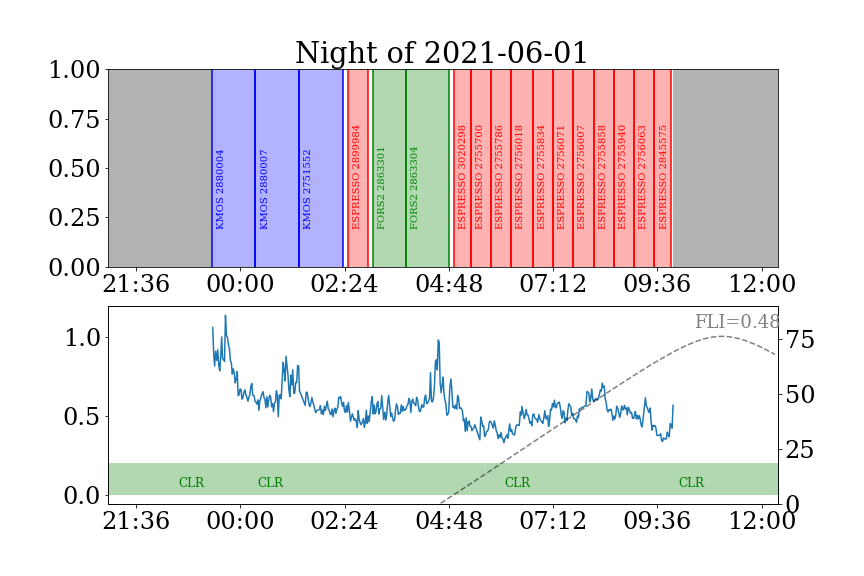 Night of 2021-06-01
1.00
0.75
0.50
0.25
0.00
KMOS 2880004
KMOS 2880007
KMOS 2751552
ESPRESSO 2899984
FORS2 2863301
FORS2 2863304
ESPRESSO 3020298
ESPRESSO 2755700
ESPRESSO 2755786
ESPRESSO 2756018
ESPRESSO 2755834
ESPRESSO 2756071
ESPRESSO 2756007
ESPRESSO 2755858
ESPRESSO 2755940
ESPRESSO 2756063
ESPRESSO 2845575
21:36 00:00 02:24 04:48 07:12 09:36 12:00
FLI=0.48
1.0
0.5
0.0
75
50
25
0
CLR CLR CLR CLR
21:36 00:00 02:24 04:48 07:12 09:36 12:00